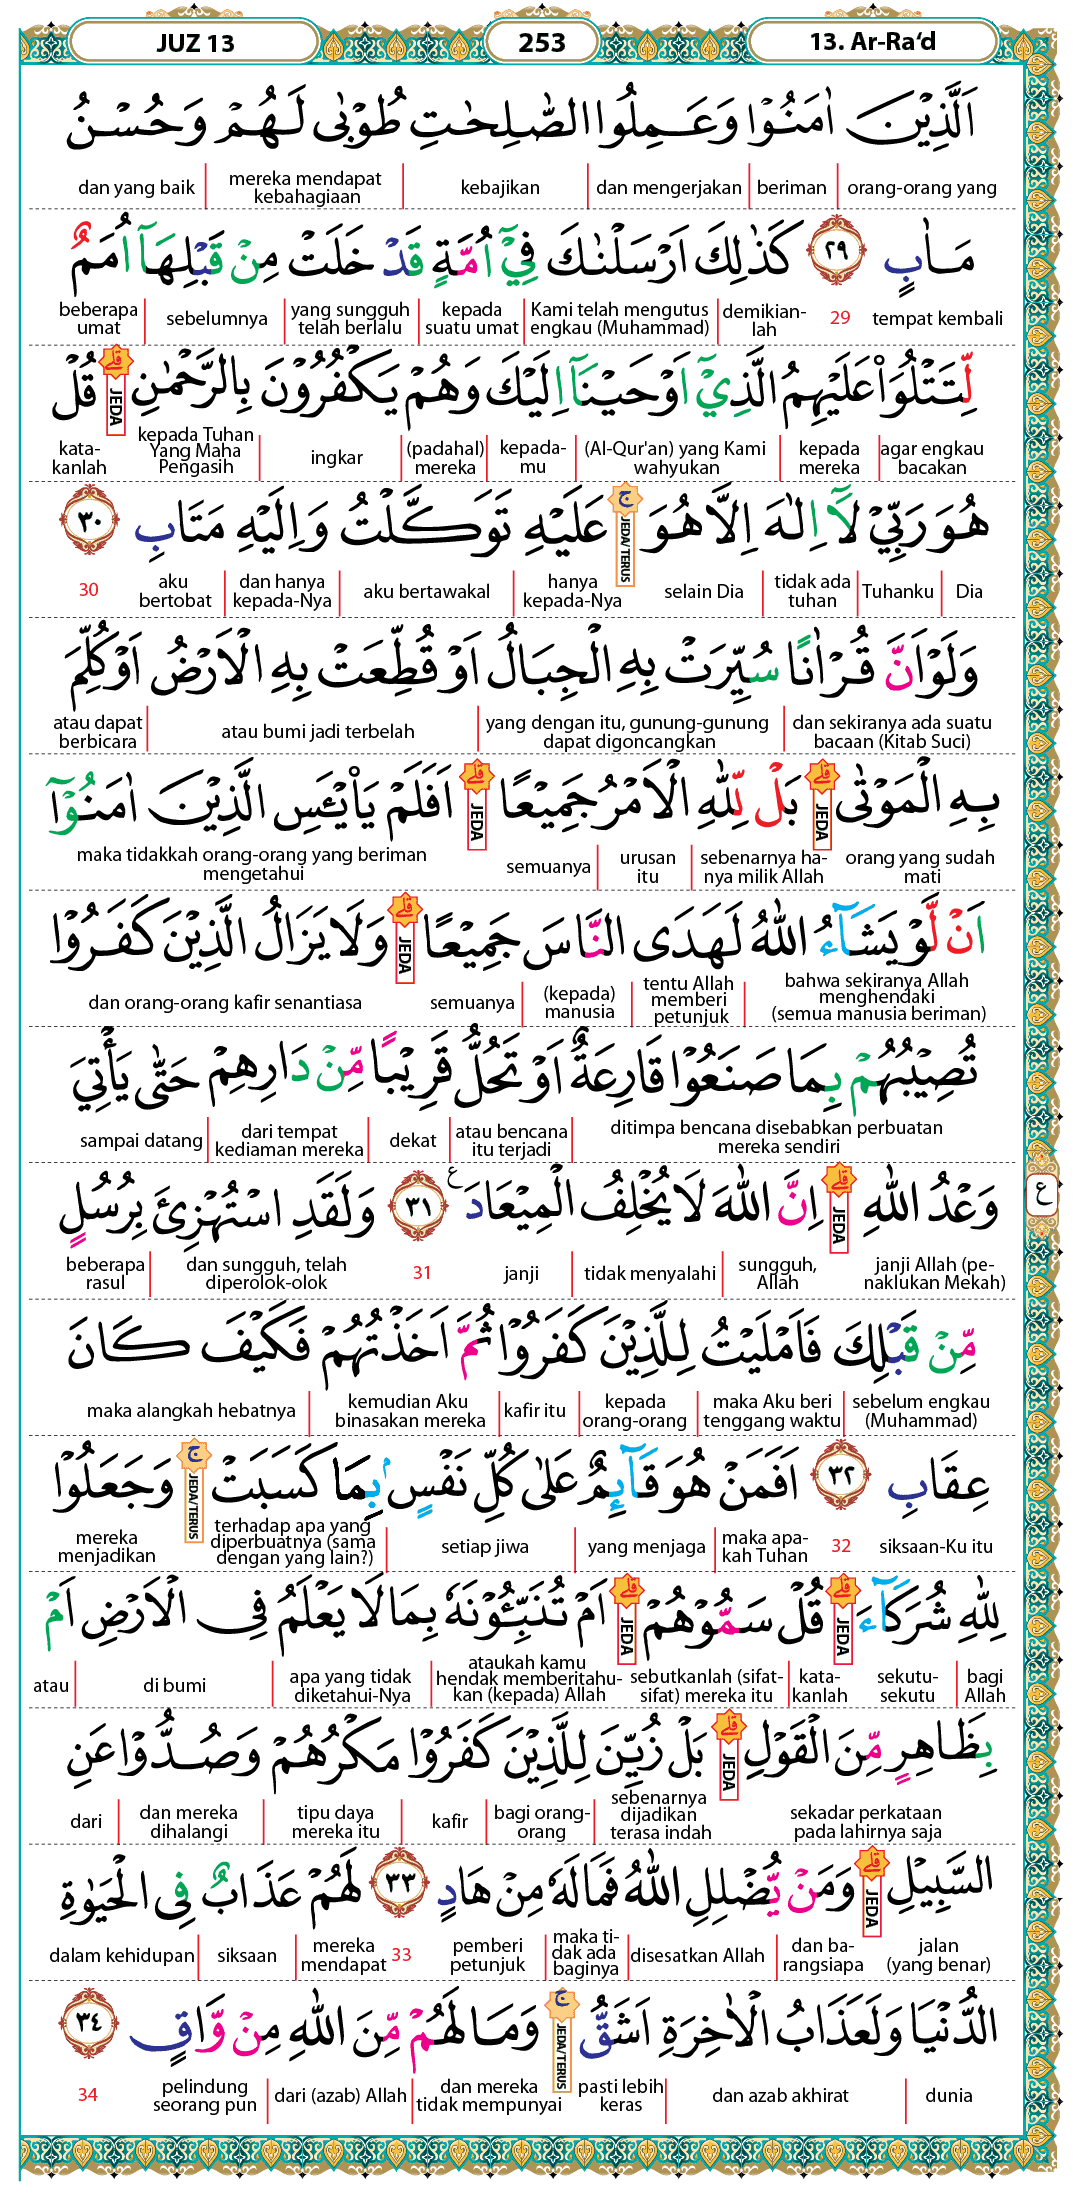 JUZ 13
253
13. Ar-Ra‘d
اَلَّذِيْنَ اٰمَنُوْا وَعَمِلُوا الصّٰلِحٰتِ طُوْبٰى لَهُمْ وَحُسْنُ
orang-orang yang | beriman | dan mengerjakan | kebajikan | mereka mendapat kebahagiaan | dan yang baik
مَاٰبٍ ٢٩ كَذٰلِكَ اَرْسَلْنٰكَ فِيْٓ اُمَّةٍ قَدْ خَلَتْ مِنْ قَبْلِهَآ اُمَمٌ
tempat kembali 29 demikian-lah | Kami telah mengutus engkau (Muhammad) | kepada suatu umat | yang sungguh telah berlalu | sebelumnya | beberapa umat
لِّتَتْلُوَا۟ عَلَيْهِمُ الَّذِيْٓ اَوْحَيْنَآ اِلَيْكَ وَهُمْ يَكْفُرُوْنَ بِالرَّحْمٰنِ ۗ JEDA قُلْ
agar engkau bacakan | kepada mereka | (Al-Qur'an) yang Kami wahyukan | kepada-mu | (padahal) mereka | ingkar | kepada Tuhan Yang Maha Pengasih kata-kanlah
هُوَ رَبِّيْ لَآ اِلٰهَ اِلَّا هُوَ ۚ JEDA/TERUS عَلَيْهِ تَوَكَّلْتُ وَاِلَيْهِ مَتَابِ ٣٠
Dia | Tuhanku | tidak ada tuhan | selain Dia hanya kepada-Nya | aku bertawakal | dan hanya kepada-Nya | aku bertobat 30
وَلَوْ اَنَّ قُرْاٰنًا سُيِّرَتْ بِهِ الْجِبَالُ اَوْ قُطِّعَتْ بِهِ الْاَرْضُ اَوْ كُلِّمَ
dan sekiranya ada suatu bacaan (Kitab Suci) | yang dengan itu, gunung-gunung dapat digoncangkan | atau bumi jadi terbelah | atau dapat berbicara
بِهِ الْمَوْتٰى ۗ JEDA بَلْ لِّلّٰهِ الْاَمْرُ جَمِيْعًا ۗ JEDA اَفَلَمْ يَا۟يْـَٔسِ الَّذِيْنَ اٰمَنُوْٓا
orang yang sudah mati sebenarnya ha-nya milik Allah | urusan itu | semuanya maka tidakkah orang-orang yang beriman mengetahui
اَنْ لَّوْ يَشَاۤءُ اللّٰهُ لَهَدَى النَّاسَ جَمِيْعًا ۗ JEDA وَلَا يَزَالُ الَّذِيْنَ كَفَرُوْا
bahwa sekiranya Allah menghendaki (semua manusia beriman) | tentu Allah memberi petunjuk | (kepada) manusia | semuanya dan orang-orang kafir senantiasa
تُصِيْبُهُمْ بِمَا صَنَعُوْا قَارِعَةٌ اَوْ تَحُلُّ قَرِيْبًا مِّنْ دَارِهِمْ حَتّٰى يَأْتِيَ
ditimpa bencana disebabkan perbuatan mereka sendiri | atau bencana itu terjadi | dekat | dari tempat kediaman mereka | sampai datang
وَعْدُ اللّٰهِ ۗ JEDA اِنَّ اللّٰهَ لَا يُخْلِفُ الْمِيْعَادَ ࣖ ٣١ وَلَقَدِ اسْتُهْزِئَ بِرُسُلٍ
ع
janji Allah (pe-naklukan Mekah) sungguh, Allah | tidak menyalahi | janji 31 dan sungguh, telah diperolok-olok | beberapa rasul
مِّنْ قَبْلِكَ فَاَمْلَيْتُ لِلَّذِيْنَ كَفَرُوْا ثُمَّ اَخَذْتُهُمْ فَكَيْفَ كَانَ
sebelum engkau (Muhammad) | maka Aku beri tenggang waktu | kepada orang-orang | kafir itu | kemudian Aku binasakan mereka | maka alangkah hebatnya
عِقَابِ ٣٢ اَفَمَنْ هُوَ قَاۤىِٕمٌ عَلٰى كُلِّ نَفْسٍۢ بِمَا كَسَبَتْ ۚ JEDA/TERUS وَجَعَلُوْا
siksaan-Ku itu 32 maka apa-kah Tuhan | yang menjaga | setiap jiwa | terhadap apa yang diperbuatnya (sama dengan yang lain?) mereka menjadikan
لِلّٰهِ شُرَكَاۤءَ ۗ JEDA قُلْ سَمُّوْهُمْ ۗ JEDA اَمْ تُنَبِّـُٔوْنَهٗ بِمَا لَا يَعْلَمُ فِى الْاَرْضِ اَمْ
bagi Allah | sekutu-sekutu kata-kanlah | sebutkanlah (sifat-sifat) mereka itu ataukah kamu hendak memberitahu-kan (kepada) Allah | apa yang tidak diketahui-Nya | di bumi | atau
بِظَاهِرٍ مِّنَ الْقَوْلِ ۗ JEDA بَلْ زُيِّنَ لِلَّذِيْنَ كَفَرُوْا مَكْرُهُمْ وَصُدُّوْا عَنِ
sekadar perkataan pada lahirnya saja sebenarnya dijadikan terasa indah | bagi orang-orang | kafir | tipu daya mereka itu | dan mereka dihalangi | dari
السَّبِيْلِ ۗ JEDA وَمَنْ يُّضْلِلِ اللّٰهُ فَمَا لَهٗ مِنْ هَادٍ ٣٣ لَهُمْ عَذَابٌ فِى الْحَيٰوةِ
jalan (yang benar) dan ba-rangsiapa | disesatkan Allah | maka ti-dak ada baginya | pemberi petunjuk 33 mereka mendapat | siksaan | dalam kehidupan
الدُّنْيَا وَلَعَذَابُ الْاٰخِرَةِ اَشَقُّ ۚ JEDA/TERUS وَمَا لَهُمْ مِّنَ اللّٰهِ مِنْ وَّاقٍ ٣٤
dunia | dan azab akhirat | pasti lebih keras dan mereka tidak mempunyai | dari (azab) Allah | pelindung seorang pun 34